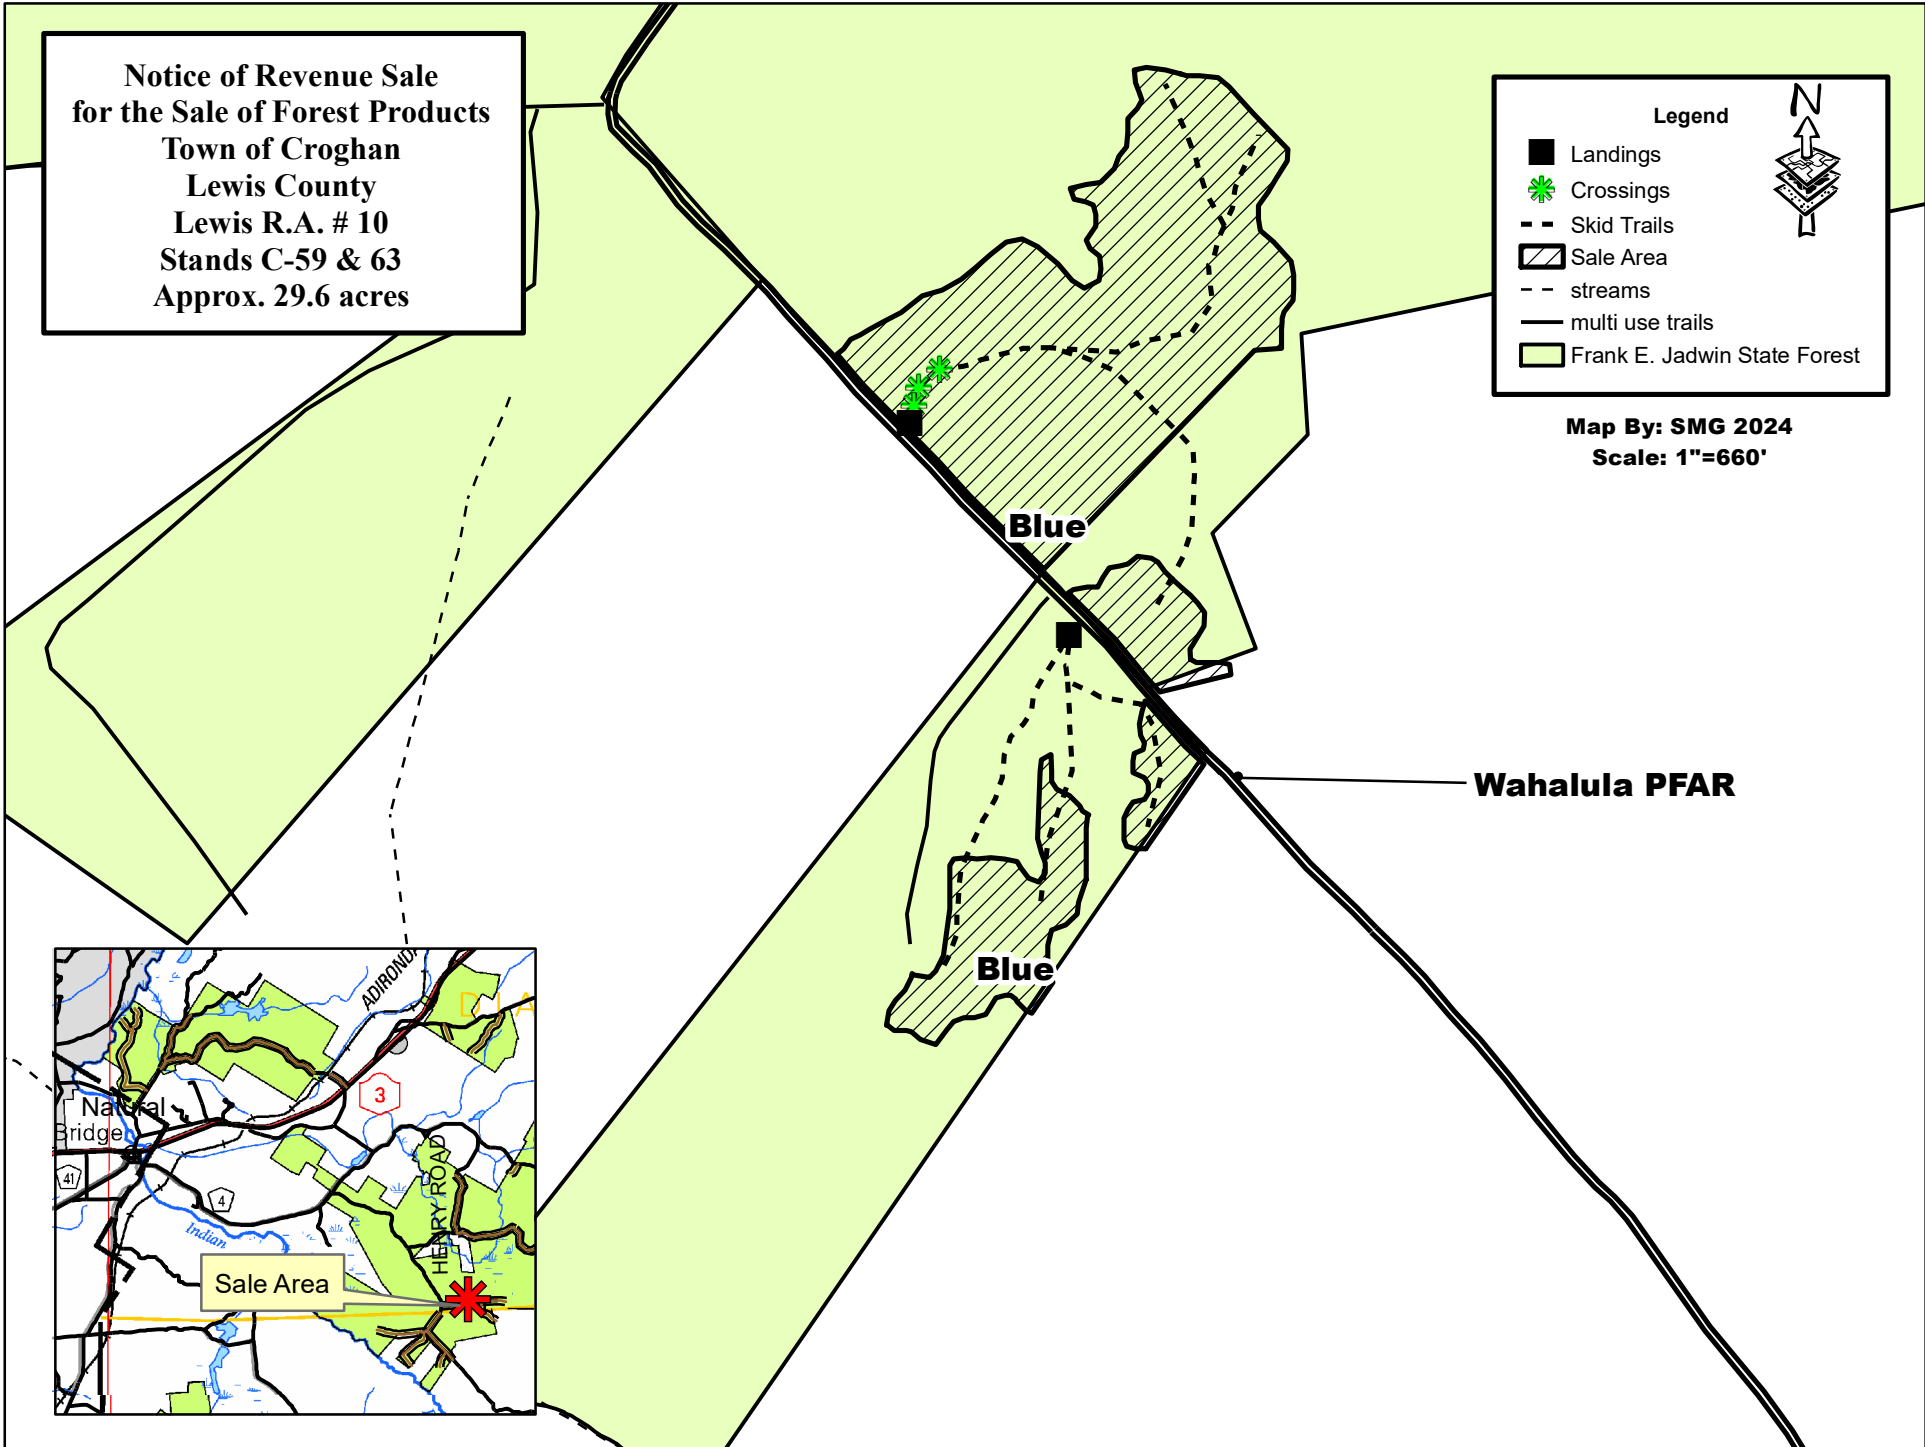 Notice of Revenue Sale
for the Sale of Forest Products
Town of Croghan
Lewis County
Lewis R.A. # 10
Stands C-59 & 63
Approx. 29.6 acres
Legend
N
Landings
Crossings
Skid Trails
Sale Area
streams
multi use trails
Frank E. Jadwin State Forest
Map By: SMG 2024
Scale: 1"=660'
Blue
Wahalula PFAR
Blue
ADIRONDA
D I A
3
Natural
Bridge
41
4
HENRY ROAD
Indian
Sale Area